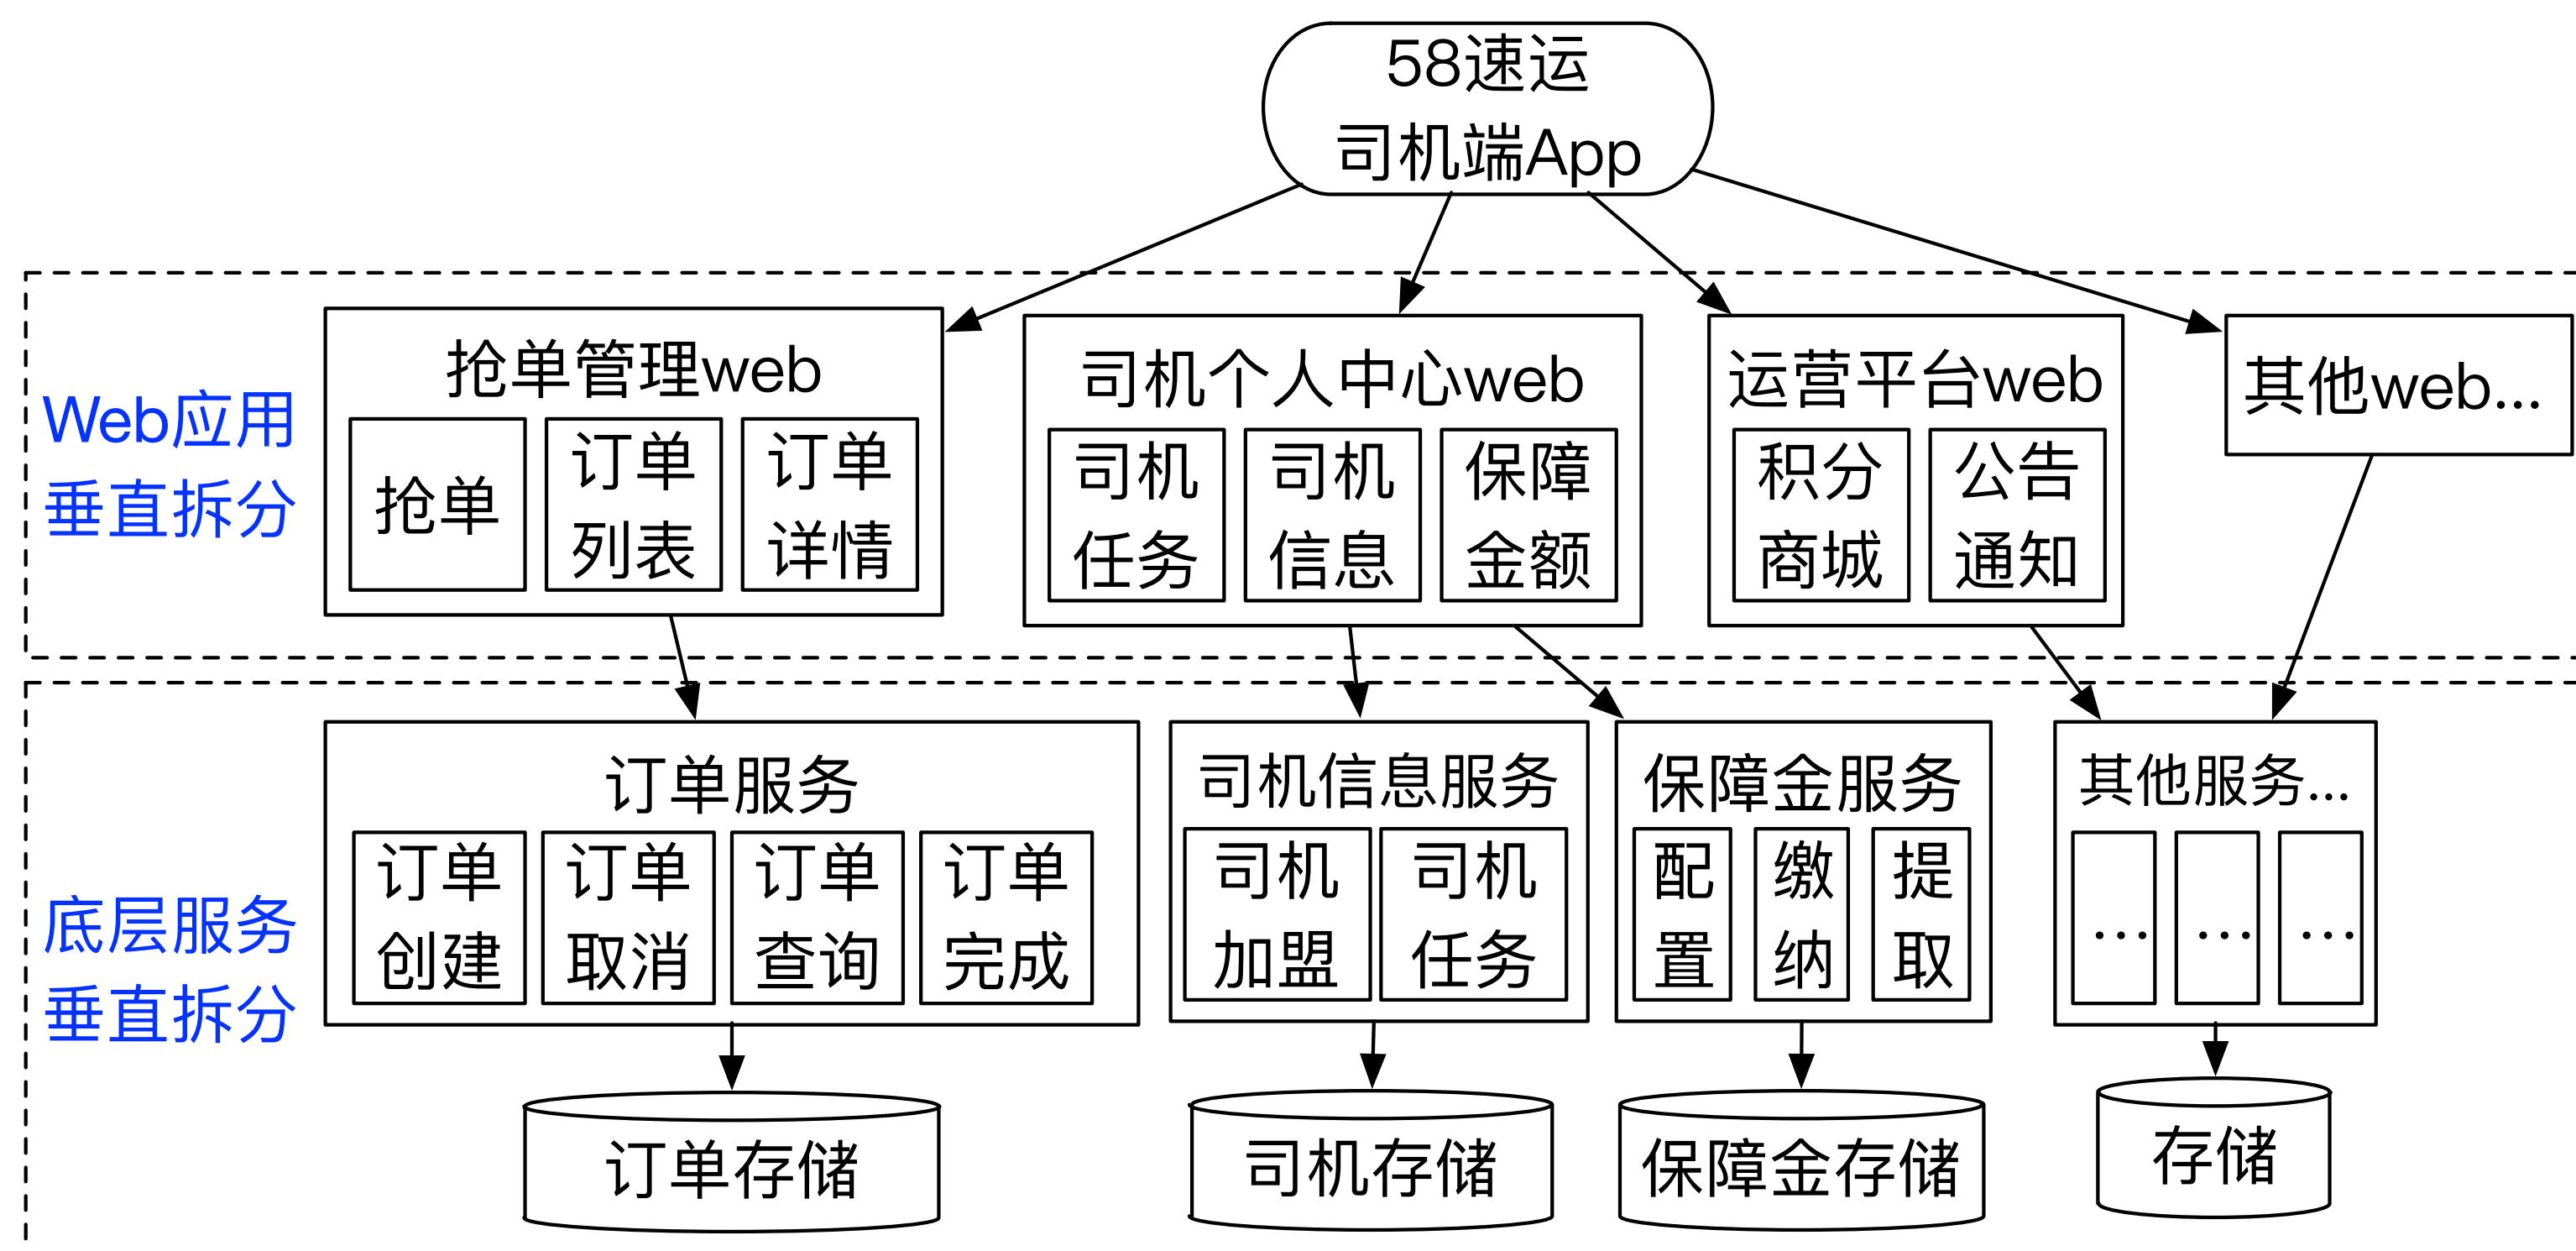 58速运
司机端App
Web应用
垂直拆分
抢单管理web
抢单
订单
列表
订单
详情
司机个人中心web
司机
任务
司机
信息
保障
金额
运营平台web
积分
商城
公告
通知
其他web...
底层服务
垂直拆分
订单服务
订单
创建
订单
取消
订单
查询
订单
完成
司机信息服务
司机
加盟
司机
任务
保障金服务
配
置
缴
纳
提
取
其他服务...
...
...
...
订单存储
司机存储
保障金存储
存储